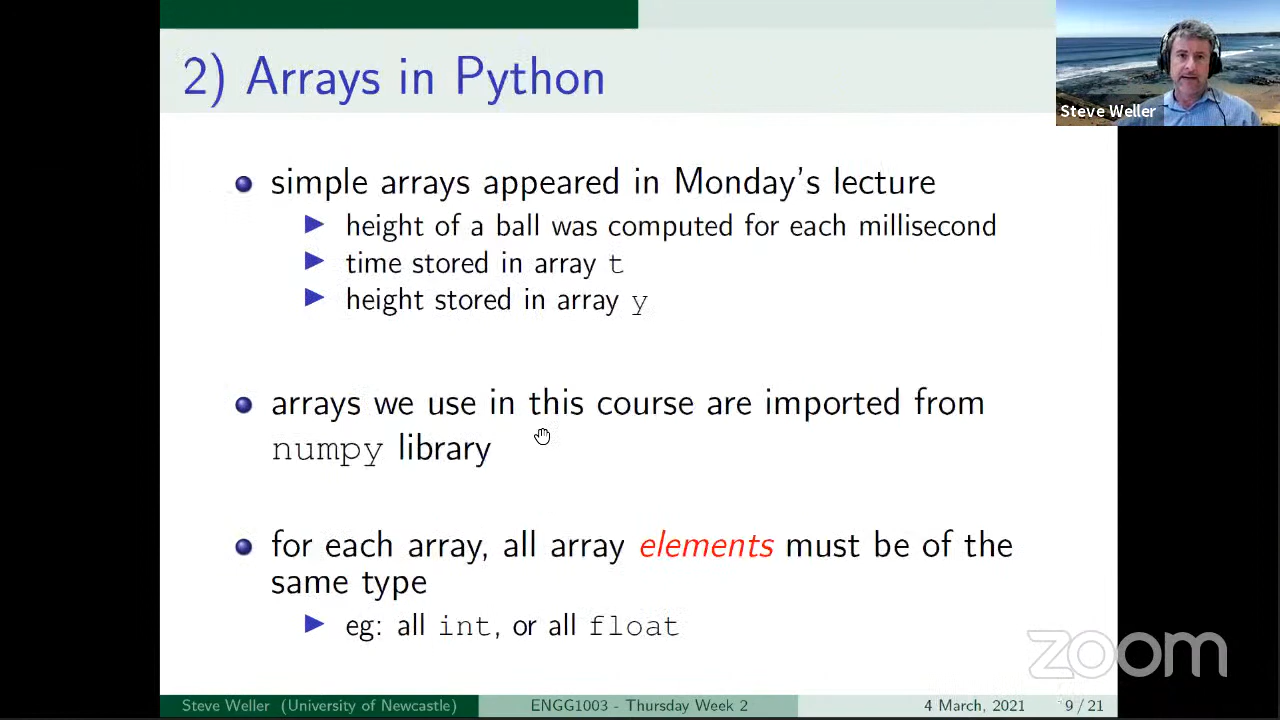 2) Arrays in Python
Steve Weller
simple arrays appeared in Monday's lecture
height of a ball was computed for each millisecond
time stored in array t
height stored in array y
arrays we use in this course are imported from
numpy library
for each array, all array elements must be of the
same type
eg: all int, or all float
zoom
Steve Weller (University of Newcastle)
ENGG1003 - Thursday Week 2
4 March, 2021
9 / 21